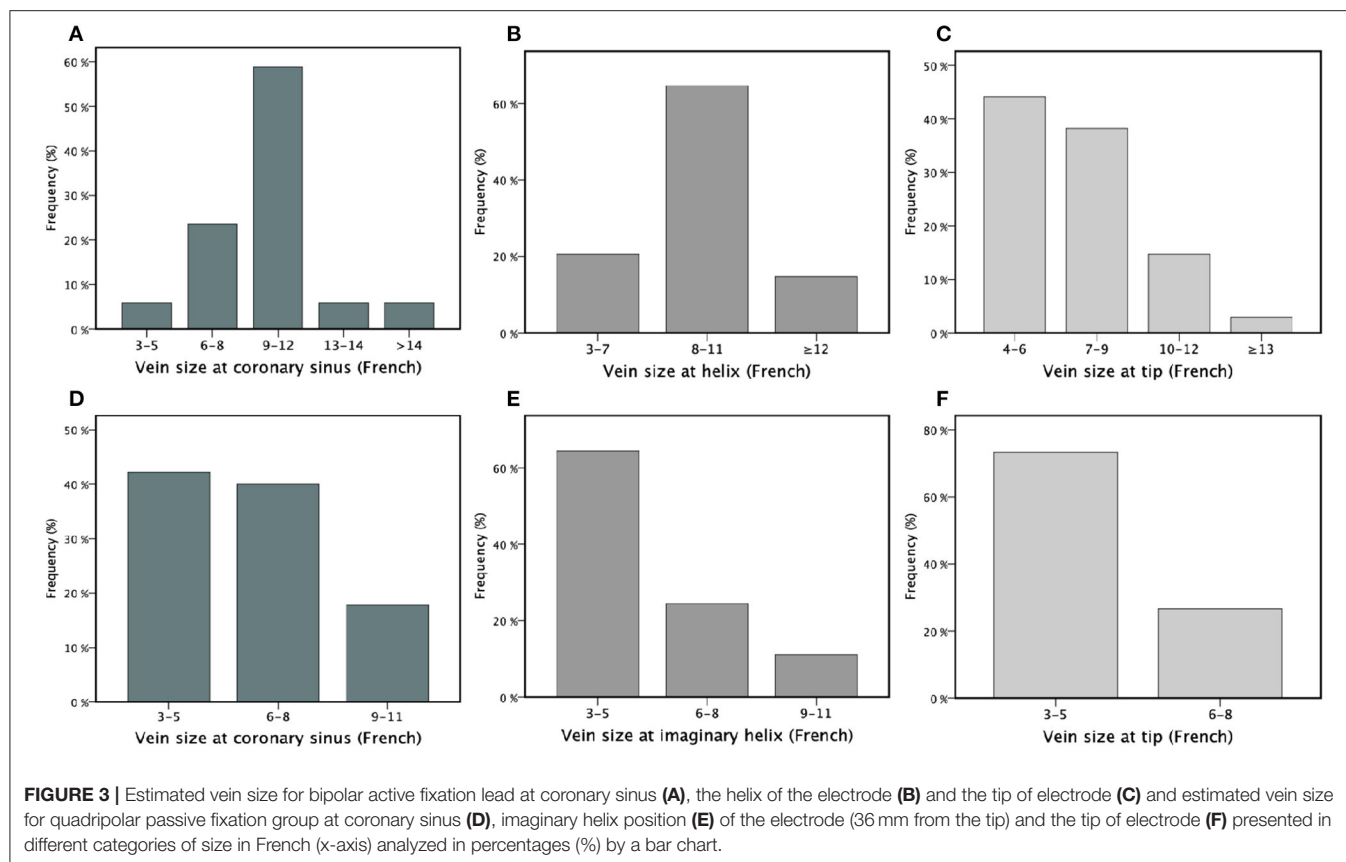 A
60 %
50 %
40 %
30 %
20 %
10 %
0 %
Frequency (%)
3–5 6–8 9–12 13–14 >14
Vein size at coronary sinus (French)
B
60 %
40 %
20 %
0 %
Frequency (%)
3–7 8–11 ≥12
Vein size at helix (French)
C
50 %
40 %
30 %
20 %
10 %
0 %
Frequency (%)
4–6 7–9 10–12 ≥13
Vein size at tip (French)
D
50 %
40 %
30 %
20 %
10 %
0 %
Frequency (%)
3–5 6–8 9–11
Vein size at coronary sinus (French)
E
60 %
40 %
20 %
0 %
Frequency (%)
3–5 6–8 9–11
Vein size at imaginary helix (French)
F
80 %
60 %
40 %
20 %
0 %
Frequency (%)
3–5 6–8
Vein size at tip (French)
FIGURE 3 | Estimated vein size for bipolar active fixation lead at coronary sinus (A), the helix of the electrode (B) and the tip of electrode (C) and estimated vein size
for quadripolar passive fixation group at coronary sinus (D), imaginary helix position (E) of the electrode (36 mm from the tip) and the tip of electrode (F) presented in
different categories of size in French (x-axis) analyzed in percentages (%) by a bar chart.